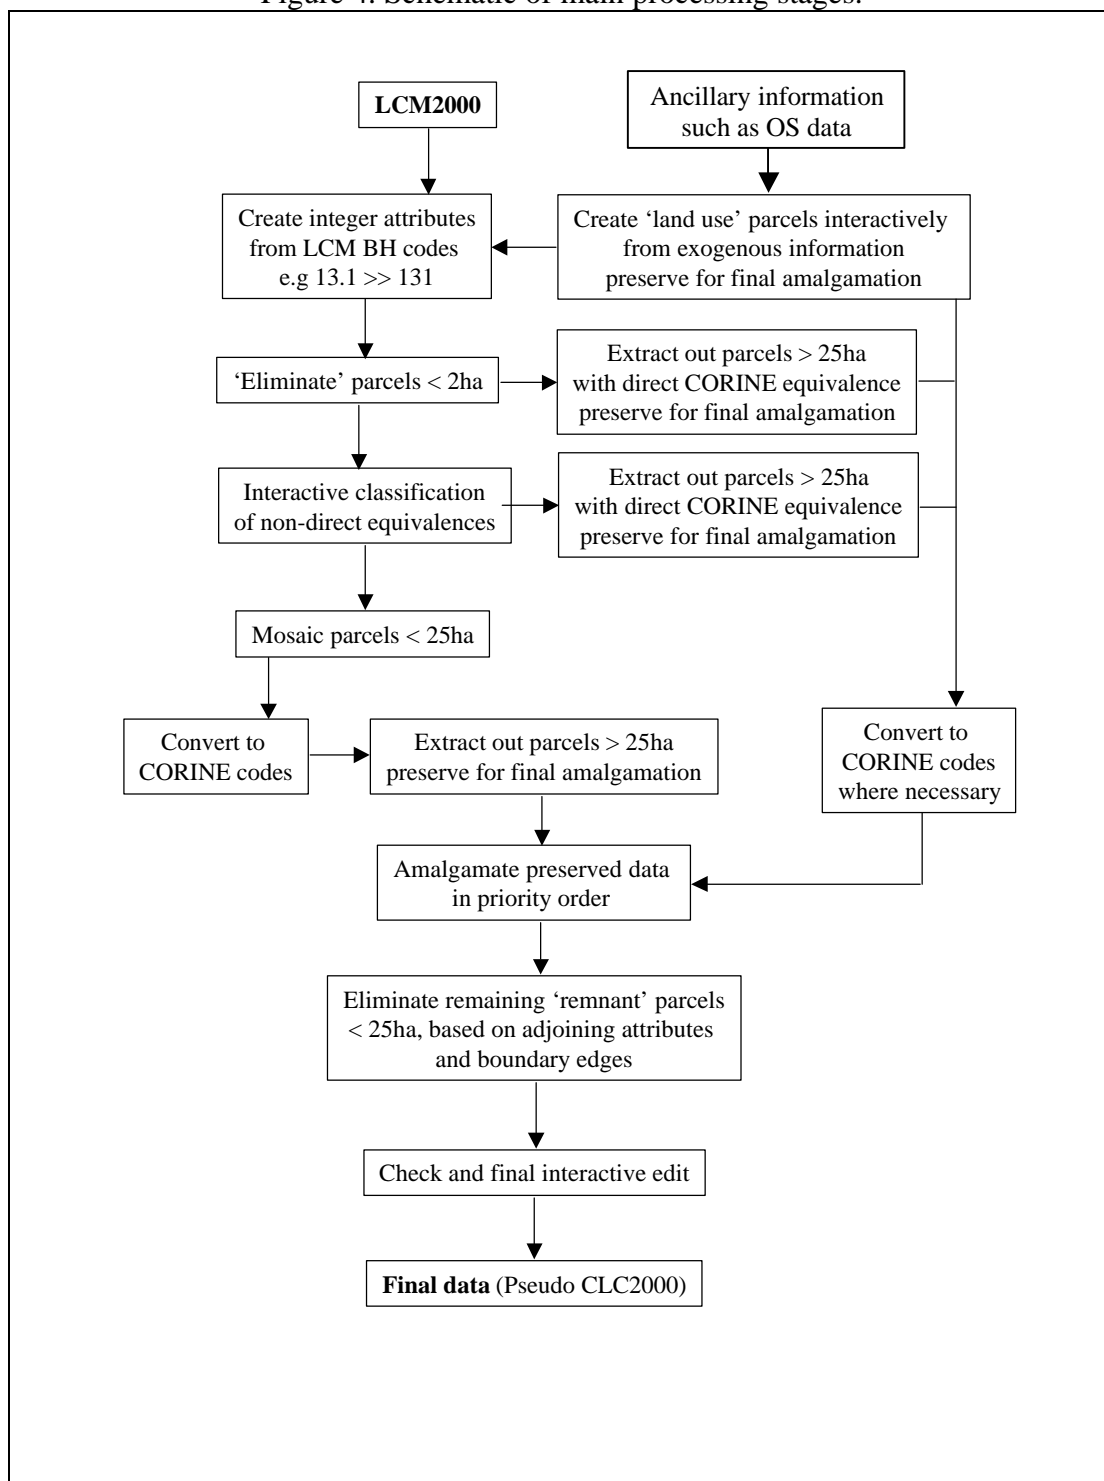 Figure 4. Schematic of main processing stages.
LCM2000
Ancillary information
such as OS data
Create integer attributes
from LCM BH codes
e.g 13.1 >> 131
Create ‘land use’ parcels interactively
from exogenous information
preserve for final amalgamation
‘Eliminate’ parcels < 2ha
Extract out parcels > 25ha
with direct CORINE equivalence
preserve for final amalgamation
Interactive classification
of non-direct equivalences
Extract out parcels > 25ha
with direct CORINE equivalence
preserve for final amalgamation
Mosaic parcels < 25ha
Convert to
CORINE codes
Extract out parcels > 25ha
preserve for final amalgamation
Convert to
CORINE codes
where necessary
Amalgamate preserved data
in priority order
Eliminate remaining ‘remnant’ parcels
< 25ha, based on adjoining attributes
and boundary edges
Check and final interactive edit
Final data (Pseudo CLC2000)